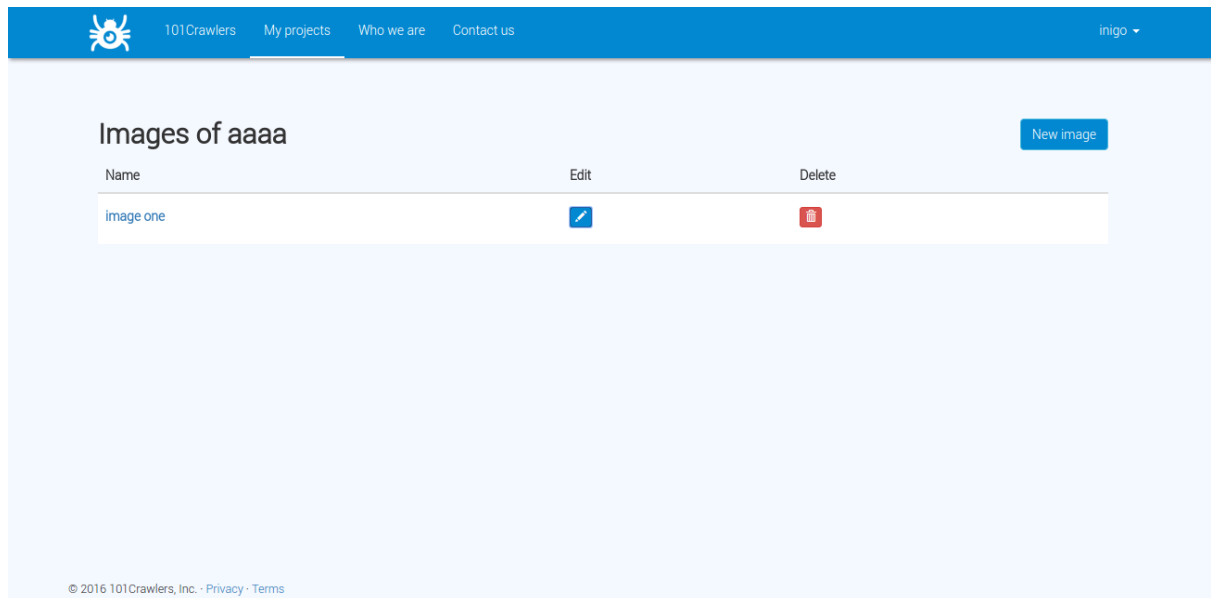 101Crawlers My projects Who we are Contact us inigo
Images of aaaa New image
Name Edit Delete
image one
© 2016 101Crawlers, Inc. · Privacy · Terms